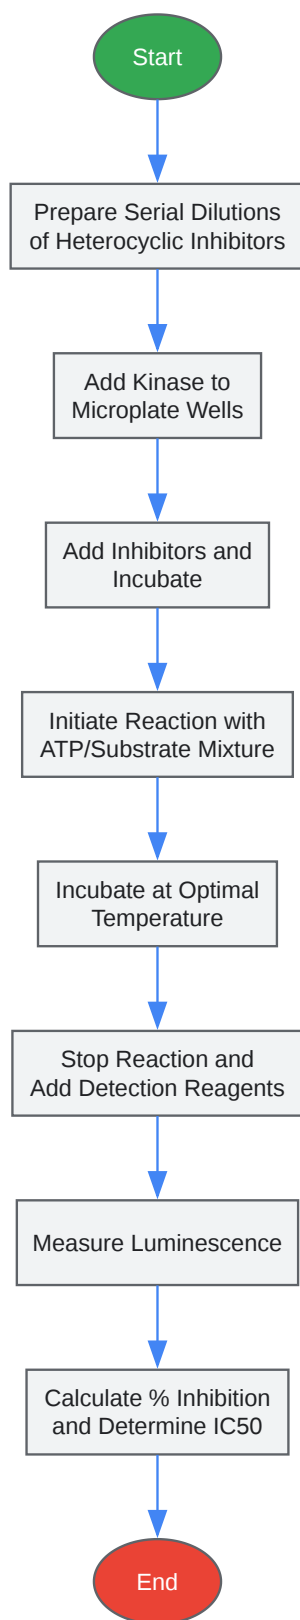 Start
Prepare Serial Dilutions
of Heterocyclic Inhibitors
Add Kinase to
Microplate Wells
Add Inhibitors and
Incubate
Initiate Reaction with
ATP/Substrate Mixture
Incubate at Optimal
Temperature
Stop Reaction and
Add Detection Reagents
Measure Luminescence
Calculate % Inhibition
and Determine IC50
End